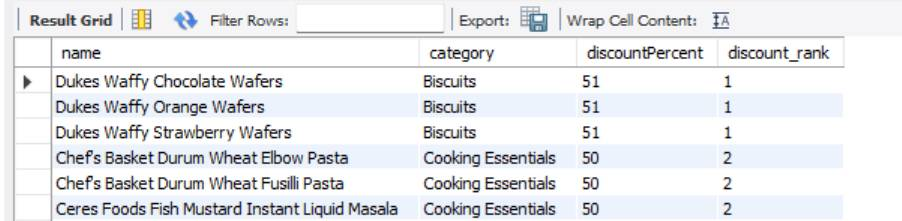 Result Grid Filter Rows: Export: Wrap Cell Content: IA
name category discountPercent discount_rank
Dukes Waffy Chocolate Wafers Biscuits 51 1
Dukes Waffy Orange Wafers Biscuits 51 1
Dukes Waffy Strawberry Wafers Biscuits 51 1
Chef's Basket Durum Wheat Elbow Pasta Cooking Essentials 50 2
Chef's Basket Durum Wheat Fusilli Pasta Cooking Essentials 50 2
Ceres Foods Fish Mustard Instant Liquid Masala Cooking Essentials 50 2